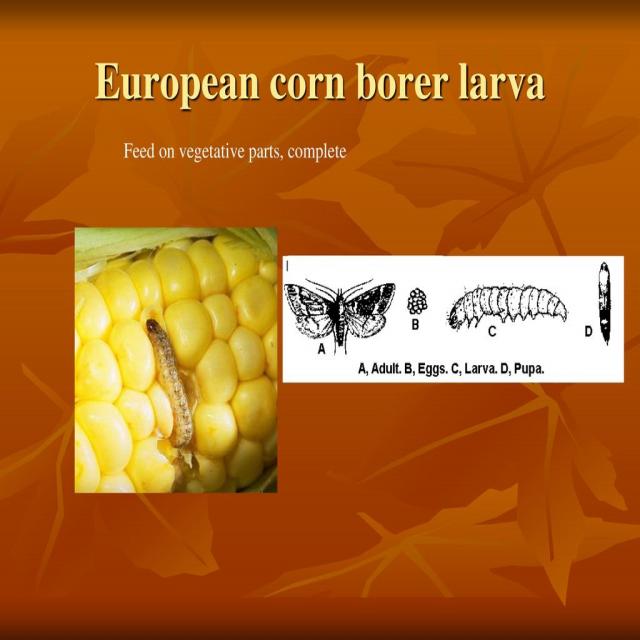 European corn borer larva
Feed on vegetative parts, complete
A
B
C
D
A, Adult. B, Eggs. C, Larva. D, Pupa.